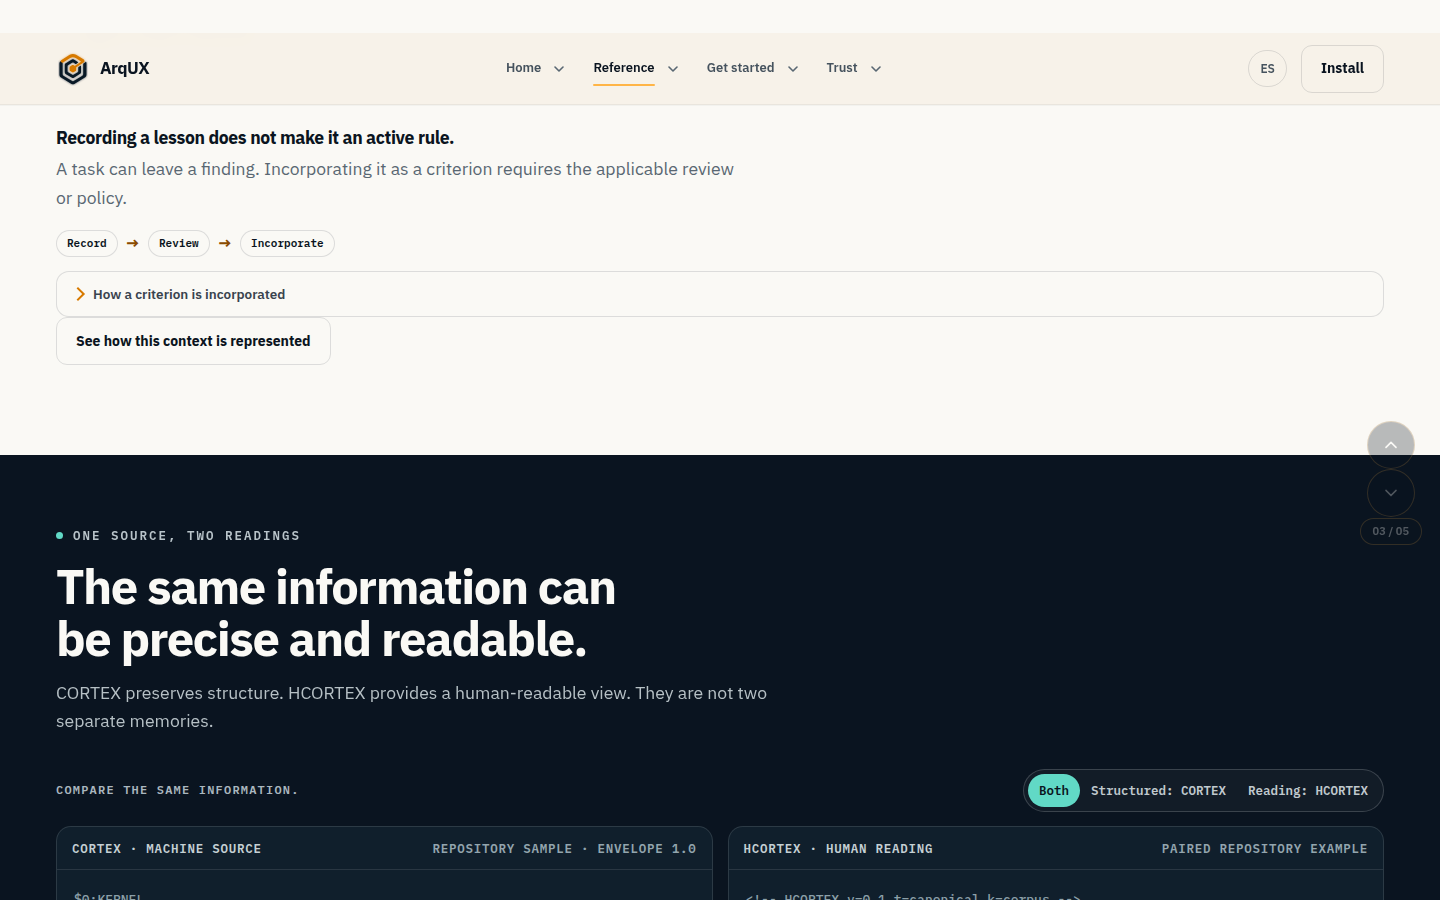 ArqUX
Home
Reference
Get started
Trust
ES
Install
Recording a lesson does not make it an active rule.
A task can leave a finding. Incorporating it as a criterion requires the applicable review
or policy.
Record → Review → Incorporate
How a criterion is incorporated
See how this context is represented
03 / 05
ONE SOURCE, TWO READINGS
The same information can
be precise and readable.
CORTEX preserves structure. HCORTEX provides a human-readable view. They are not two
separate memories.
COMPARE THE SAME INFORMATION.
Both
Structured: CORTEX
Reading: HCORTEX
CORTEX · MACHINE SOURCE
REPOSITORY SAMPLE · ENVELOPE 1.0
HCORTEX · HUMAN READING
PAIRED REPOSITORY EXAMPLE
$0:KERNEL